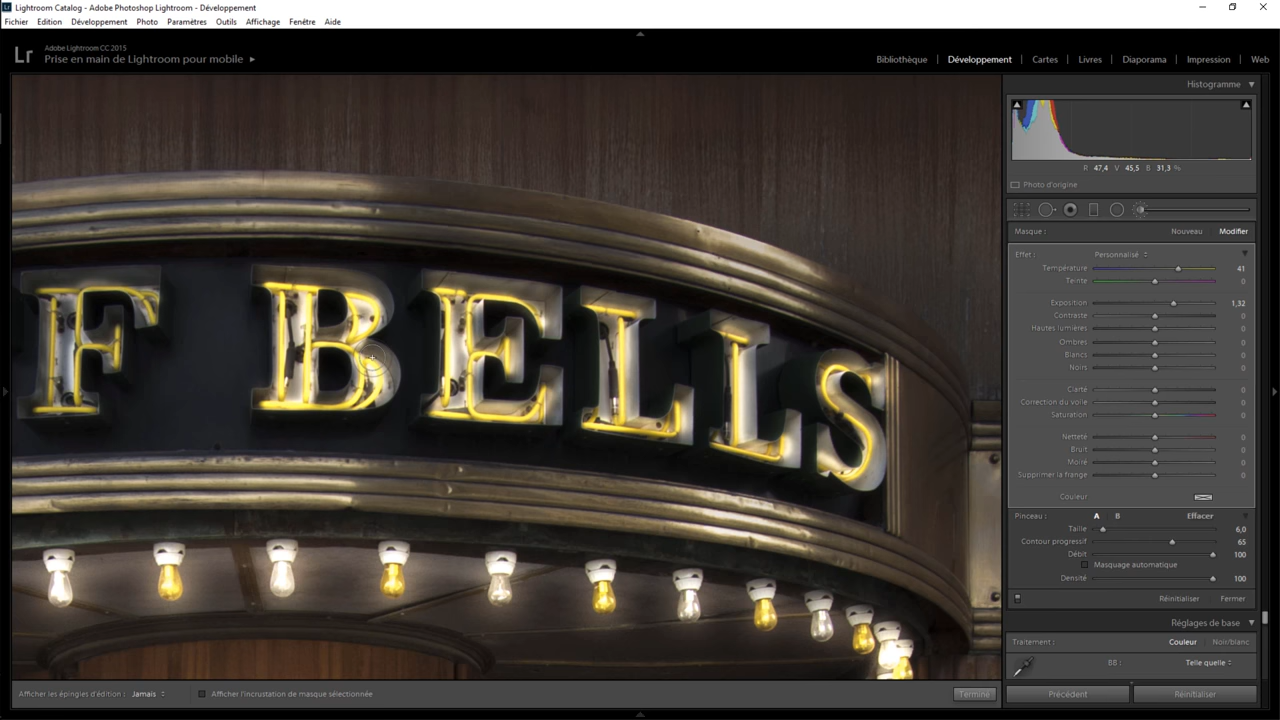 Lightroom Catalog - Adobe Photoshop Lightroom - Développement
Fichier Edition Développement Photo Paramètres Outils Affichage Fenêtre Aide
Lr
Adobe Lightroom CC 2015
Prise en main de Lightroom pour mobile
Bibliothèque | Développement | Cartes | Livres | Diaporama | Impression | Web
Histogramme
R 47,4 V 45,5 B 31,3 %
Photo d'origine
Masque : Nouveau Modifier
Effet : Personnalisé
Température 41
Teinte 0
Exposition 1,32
Contraste 0
Hautes lumières 0
Ombres 0
Blancs 0
Noirs 0
Clarté 0
Correction du voile 0
Saturation 0
Netteté 0
Bruit 0
Moiré 0
Supprimer la frange 0
Couleur
Pinceau : A B Effacer
Taille 6,0
Contour progressif 65
Débit 100
Masquage automatique
Densité 100
Réinitialiser Fermer
Réglages de base
Traitement : Couleur Noir/blanc
BB : Telle quelle
Précédent Réinitialiser
F BELLS
Afficher les épingles d'édition : Jamais Afficher l'incrustation de masque sélectionnée Terminé